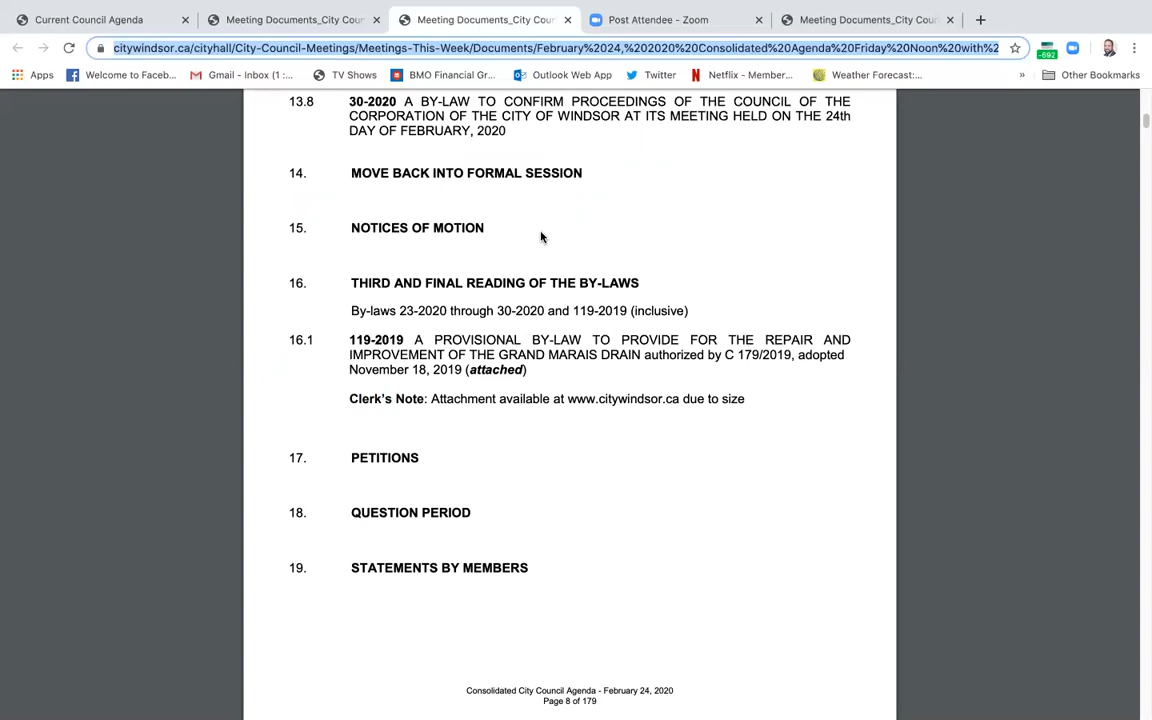 Current Council Agenda
Meeting Documents_City Cour
Meeting Documents_City Cour
Post Attendee - Zoom
Meeting Documents_City Coun
citywindsor.ca/cityhall/City-Council-Meetings/Meetings-This-Week/Documents/February%2024,%202020%20Consolidated%20Agenda%20Friday%20Noon%20with%2
-692
Apps
Welcome to Faceb...
Gmail - Inbox (1 :...
TV Shows
BMO Financial Gr...
Outlook Web App
Twitter
Netflix - Member...
Weather Forecast:...
»
Other Bookmarks
13.8 30-2020 A BY-LAW TO CONFIRM PROCEEDINGS OF THE COUNCIL OF THE
CORPORATION OF THE CITY OF WINDSOR AT ITS MEETING HELD ON THE 24th
DAY OF FEBRUARY, 2020
14. MOVE BACK INTO FORMAL SESSION
15. NOTICES OF MOTION
16. THIRD AND FINAL READING OF THE BY-LAWS
By-laws 23-2020 through 30-2020 and 119-2019 (inclusive)
16.1 119-2019 A PROVISIONAL BY-LAW TO PROVIDE FOR THE REPAIR AND
IMPROVEMENT OF THE GRAND MARAIS DRAIN authorized by C 179/2019, adopted
November 18, 2019 (attached)
Clerk's Note: Attachment available at www.citywindsor.ca due to size
17. PETITIONS
18. QUESTION PERIOD
19. STATEMENTS BY MEMBERS
Consolidated City Council Agenda - February 24, 2020
Page 8 of 179